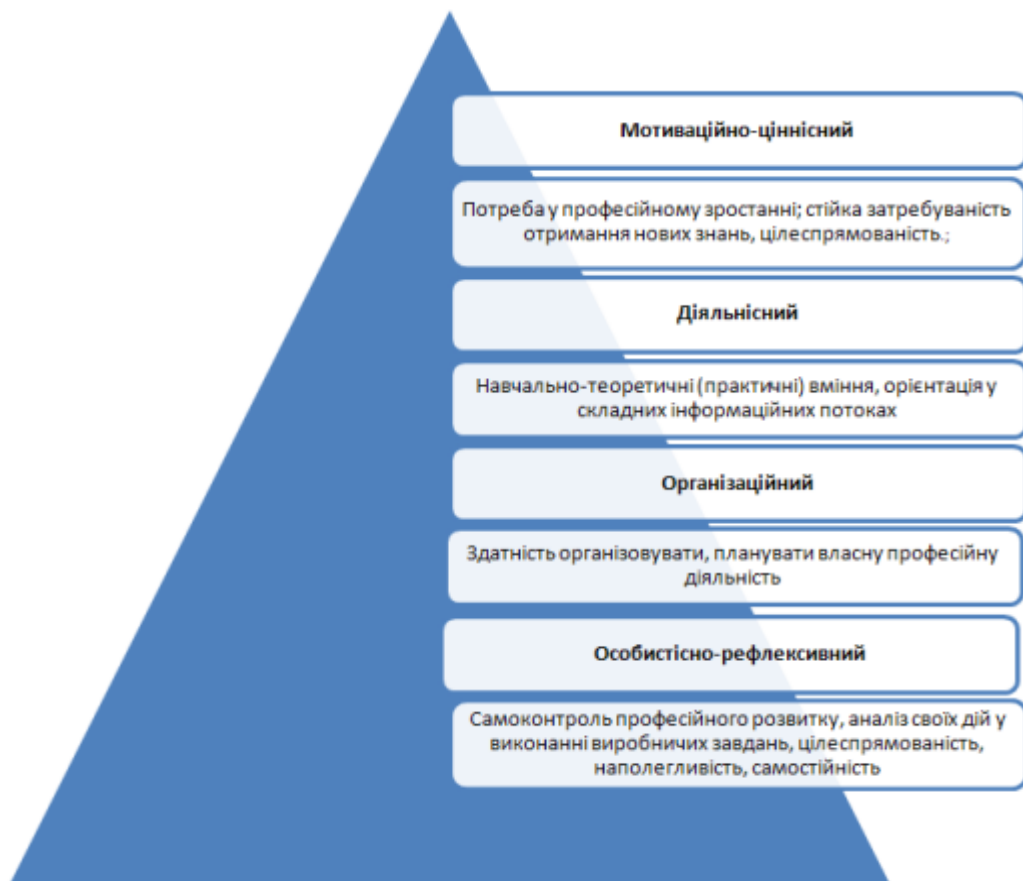 Мотиваційно-ціннісний
Потреба у професійному зростанні; стійка затребуваність
отримання нових знань, цілеспрямованість.;
Діяльнісний
Навчально-теоретичні (практичні) вміння, орієнтація у
складних інформаційних потоках
Організаційний
Здатність організовувати, планувати власну професійну
діяльність
Особистісно-рефлексивний
Самоконтроль професійного розвитку, аналіз своїх дій у
виконанні виробничих завдань, цілеспрямованість,
наполегливість, самостійність